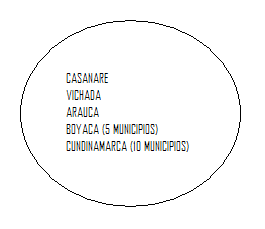 CASANARE
VICHADA
ARAUCA
BOYACA (5 MUNICIPIOS)
CUNDINAMARCA (10 MUNICIPIOS)